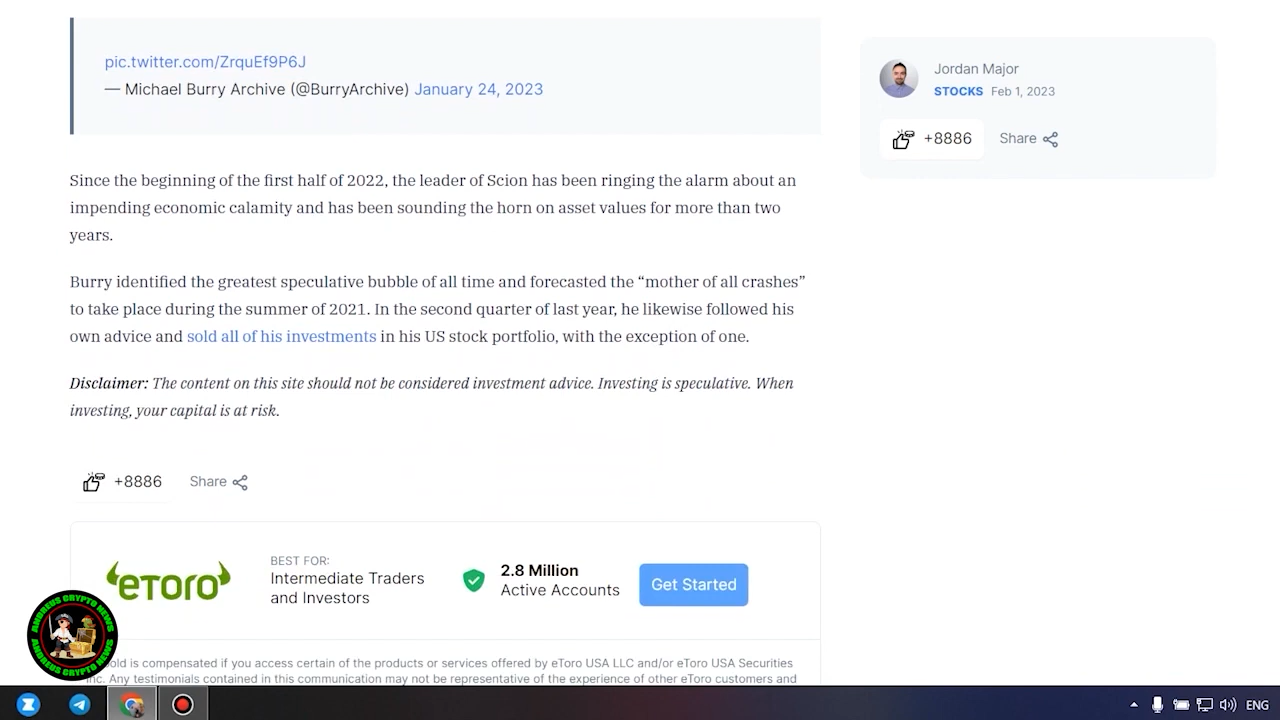 pic.twitter.com/ZrquEf9P6J
— Michael Burry Archive (@BurryArchive) January 24, 2023
Jordan Major
STOCKS Feb 1, 2023
+8886 Share
Since the beginning of the first half of 2022, the leader of Scion has been ringing the alarm about an
impending economic calamity and has been sounding the horn on asset values for more than two
years.
Burry identified the greatest speculative bubble of all time and forecasted the “mother of all crashes”
to take place during the summer of 2021. In the second quarter of last year, he likewise followed his
own advice and sold all of his investments in his US stock portfolio, with the exception of one.
Disclaimer: The content on this site should not be considered investment advice. Investing is speculative. When
investing, your capital is at risk.
+8886 Share
eToro
BEST FOR:
Intermediate Traders
and Investors
2.8 Million
Active Accounts
Get Started
ANDREUS CRYPTO NEWS
ANDREUS CRYPTO NEWS
is compensated if you access certain of the products or services offered by eToro USA LLC and/or eToro USA Securities
Inc. Any testimonials contained in this communication may not be representative of the experience of other eToro customers and
ENG